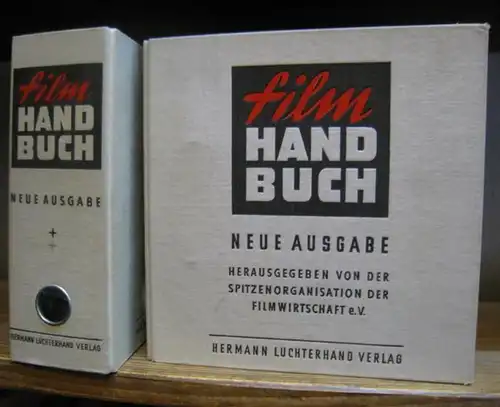 film
HAND
BUCH
NEUE AUSGABE
+
+
HERMANN LUCHTERHAND VERLAG
film
HAND
BUCH
NEUE AUSGABE
HERAUSGEGEBEN VON DER
SPITZENORGANISATION DER
FILMWIRTSCHAFT e.V.
HERMANN LUCHTERHAND VERLAG